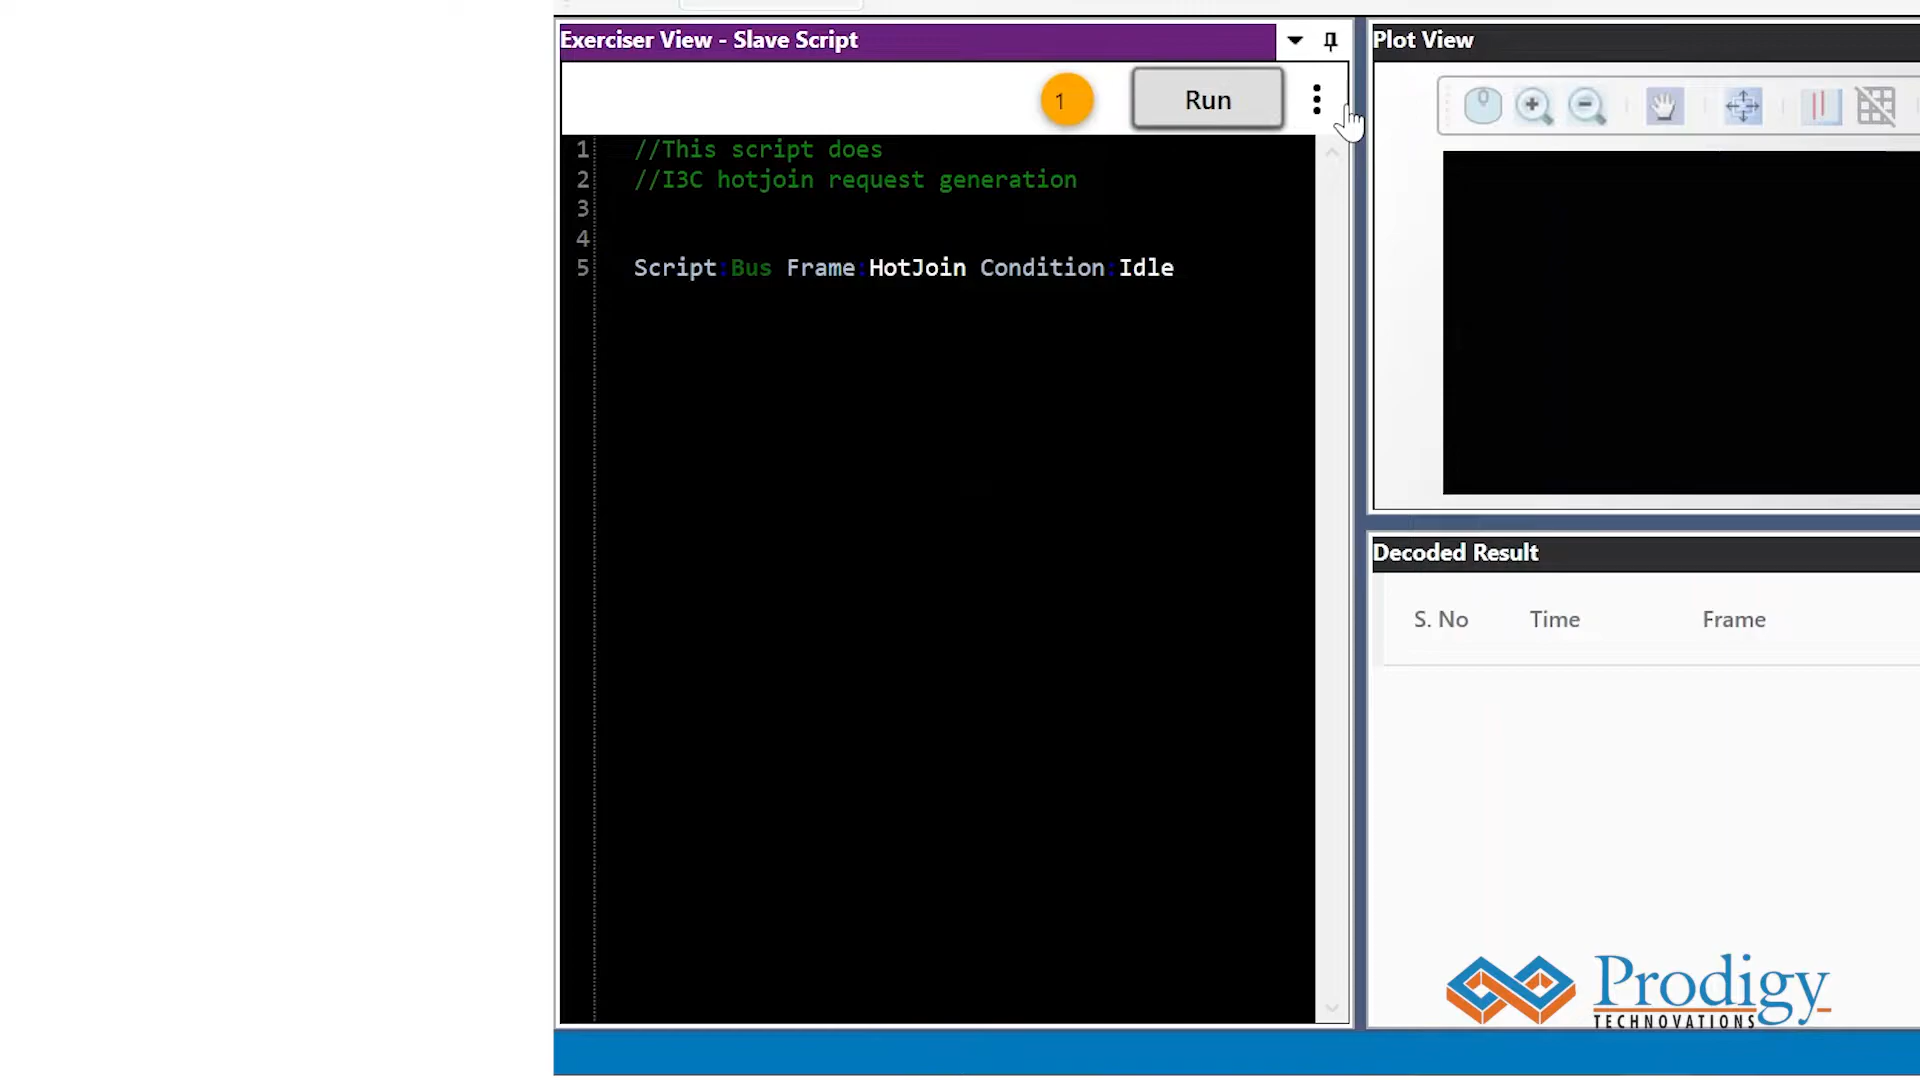 Exerciser View - Slave Script
1
Run
1 //This script does
2 //I3C hotjoin request generation
3
4
5 Script:Bus Frame:HotJoin Condition:Idle
Plot View
Decoded Result
S. No Time Frame
Prodigy
TECHNOVATIONS